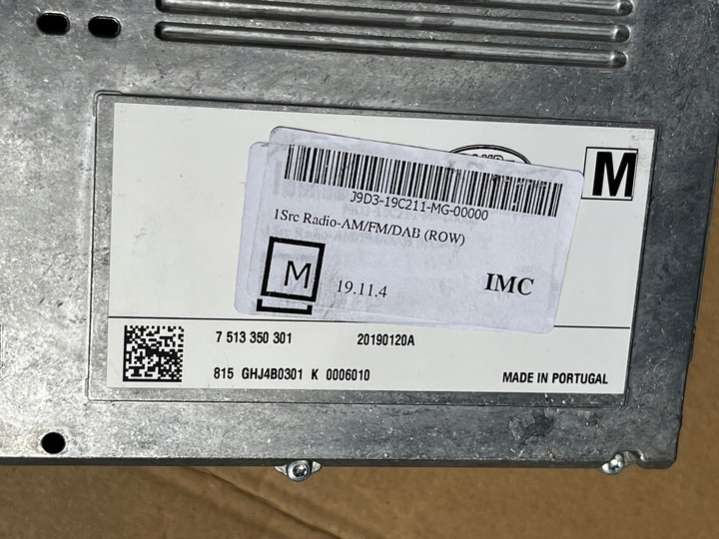 M
J9D3-19C211-MG-00000
1Src Radio-AM/FM/DAB (ROW)
M
19.11.4
IMC
7 513 350 301
20190120A
815 GHJ4B0301 K 0006010
MADE IN PORTUGAL